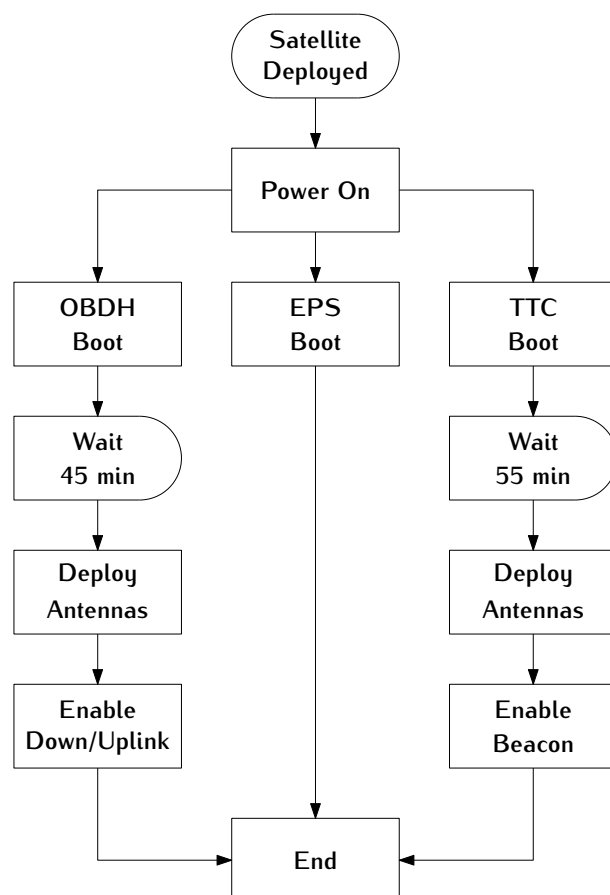 Satellite
Deployed
Power On
OBDH
Boot
EPS
Boot
TTC
Boot
Wait
45 min
Wait
55 min
Deploy
Antennas
Deploy
Antennas
Enable
Down/Uplink
Enable
Beacon
End